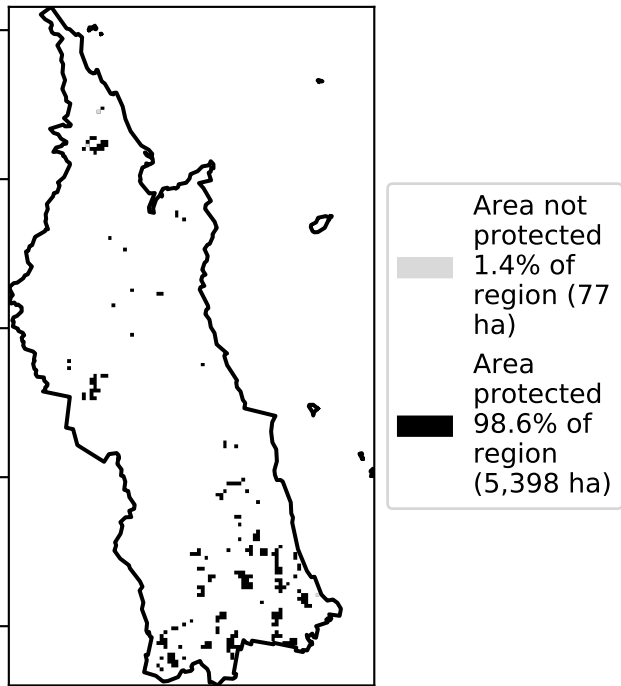 Area not
protected
1.4% of
region (77
ha)
Area
protected
98.6% of
region
(5,398 ha)